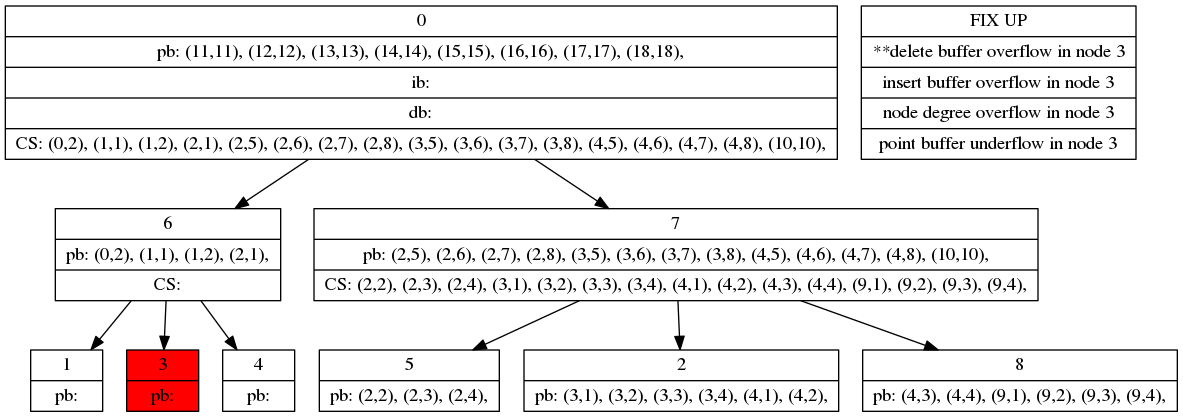 0
pb: (11,11), (12,12), (13,13), (14,14), (15,15), (16,16), (17,17), (18,18),
ib:
db:
CS: (0,2), (1,1), (1,2), (2,1), (2,5), (2,6), (2,7), (2,8), (3,5), (3,6), (3,7), (3,8), (4,5), (4,6), (4,7), (4,8), (10,10),
FIX UP
**delete buffer overflow in node 3
insert buffer overflow in node 3
node degree overflow in node 3
point buffer underflow in node 3
6
pb: (0,2), (1,1), (1,2), (2,1),
CS:
7
pb: (2,5), (2,6), (2,7), (2,8), (3,5), (3,6), (3,7), (3,8), (4,5), (4,6), (4,7), (4,8), (10,10),
CS: (2,2), (2,3), (2,4), (3,1), (3,2), (3,3), (3,4), (4,1), (4,2), (4,3), (4,4), (9,1), (9,2), (9,3), (9,4),
1
pb:
3
pb:
4
pb:
5
pb: (2,2), (2,3), (2,4),
2
pb: (3,1), (3,2), (3,3), (3,4), (4,1), (4,2),
8
pb: (4,3), (4,4), (9,1), (9,2), (9,3), (9,4),